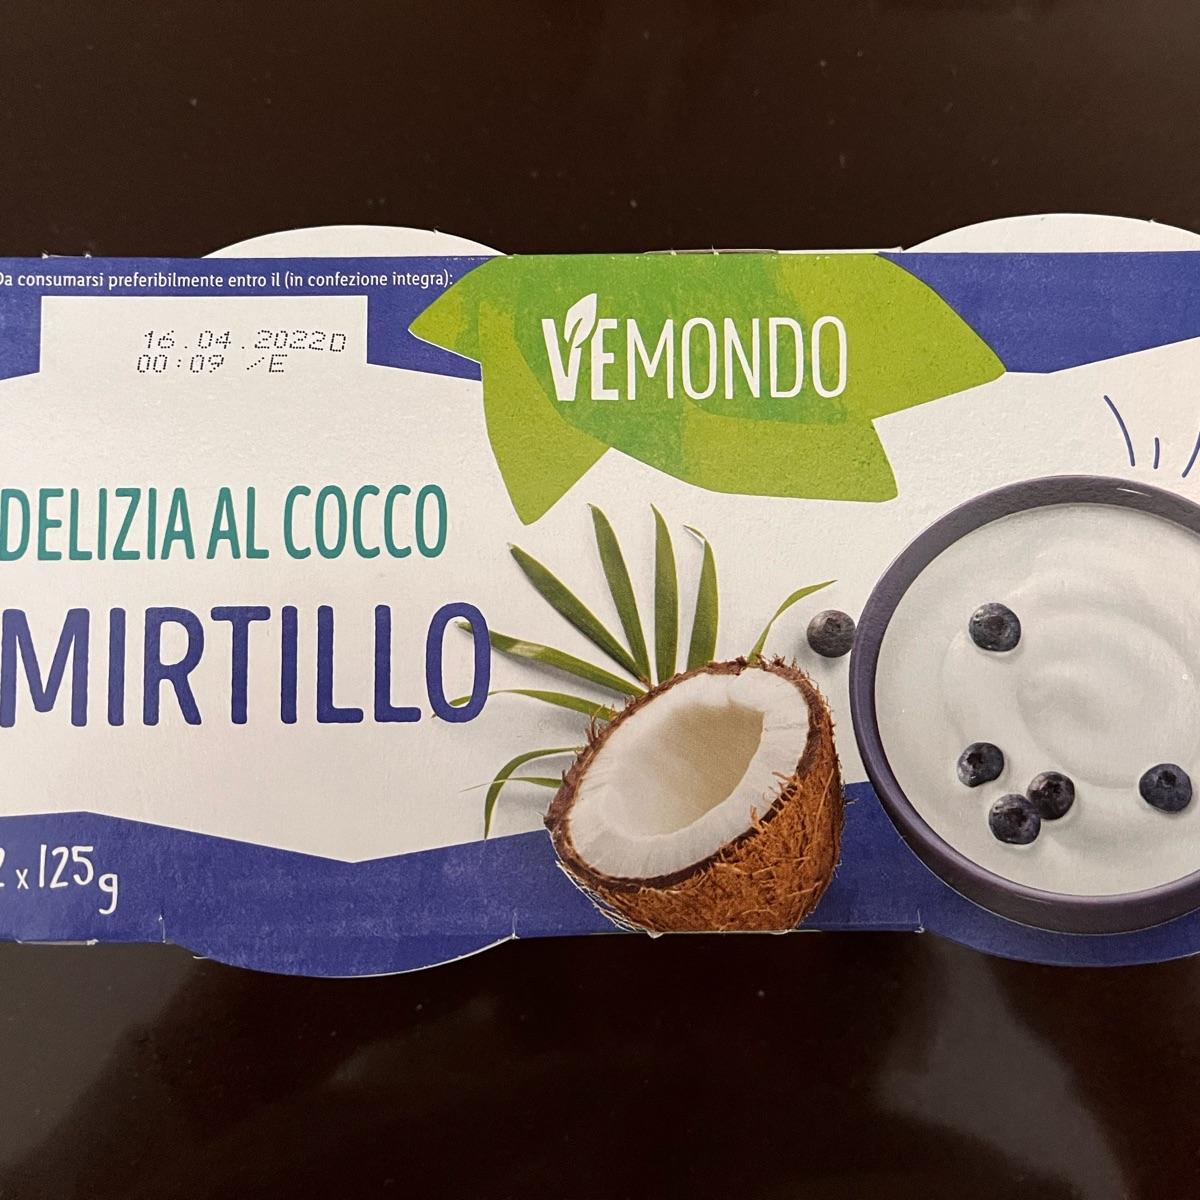 Da consumarsi preferibilmente entro il (in confezione integra):
16.04.2022D
00:09 /E
VEMONDO
DELIZIA AL COCCO
MIRTILLO
2 x 125g